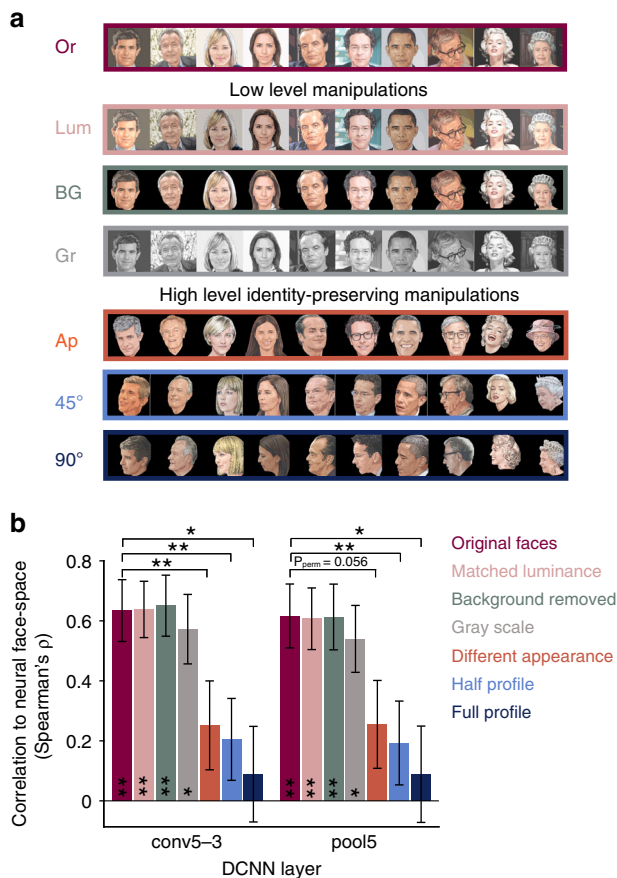 a
Or
Low level manipulations
Lum
BG
Gr
High level identity-preserving manipulations
Ap
45°
90°
b
*
**
**
*
**
P_perm = 0.056
Correlation to neural face-space
(Spearman's ρ)
0.8
0.6
0.4
0.2
0
**
**
**
*
**
**
**
*
conv5–3
pool5
DCNN layer
Original faces
Matched luminance
Background removed
Gray scale
Different appearance
Half profile
Full profile